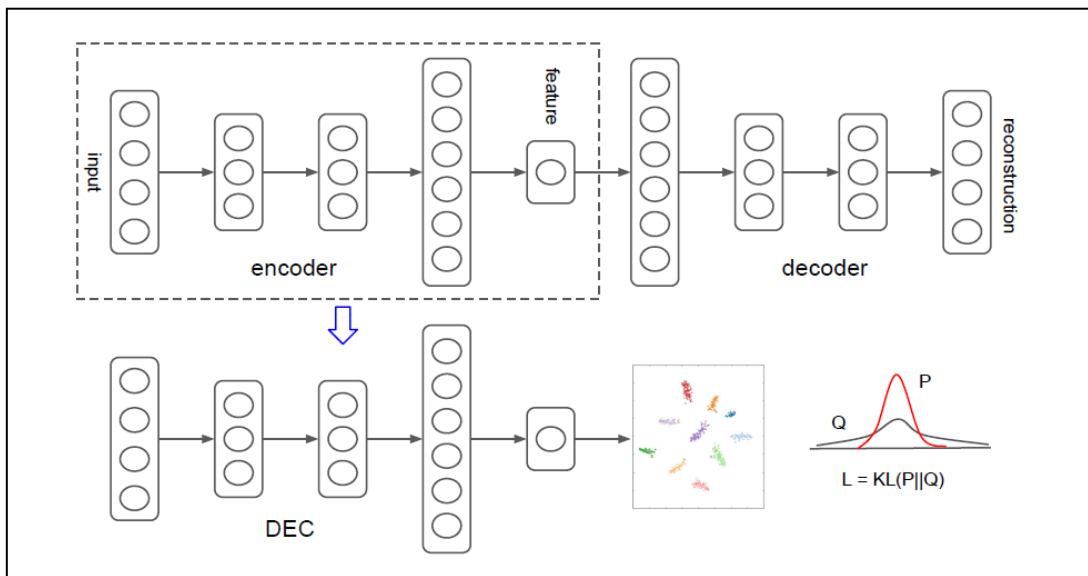 input
encoder
feature
decoder
reconstruction
DEC
P
Q
L = KL(P||Q)